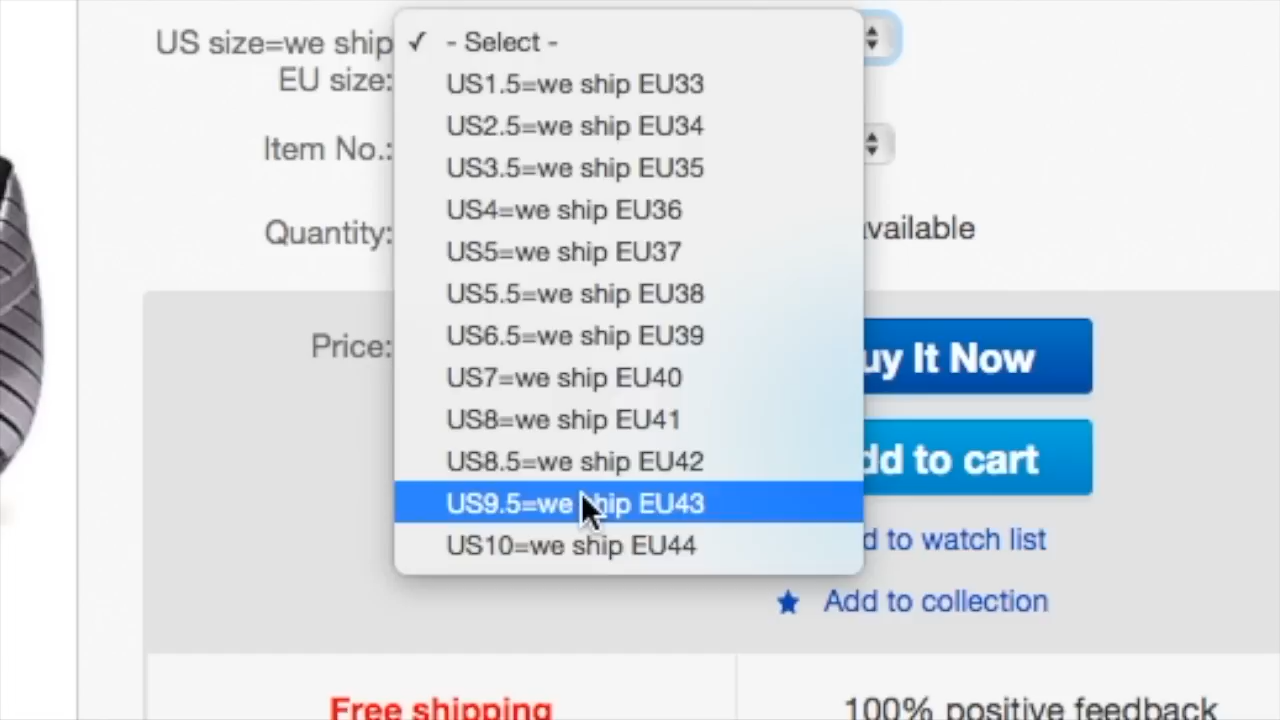 US size=we ship
EU size:
✓ - Select -
US1.5=we ship EU33
US2.5=we ship EU34
US3.5=we ship EU35
US4=we ship EU36
US5=we ship EU37
US5.5=we ship EU38
US6.5=we ship EU39
US7=we ship EU40
US8=we ship EU41
US8.5=we ship EU42
US9.5=we ship EU43
US10=we ship EU44
Item No.:
Quantity:
available
Price:
uy It Now
dd to cart
d to watch list
Add to collection
Free shipping
100% positive feedback